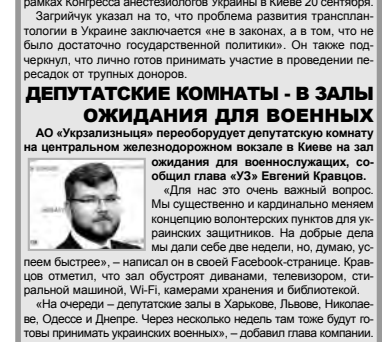 рамках Конгресса анестезиологов Украины в Киеве 20 сентября.
Загрийчук указал на то, что проблема развития трансплан-
тологии в Украине заключается «не в законах, а в том, что не
было достаточно государственной политики». Он также под-
черкнул, что лично готов принимать участие в проведении пе-
ресадок от трупных доноров.
ДЕПУТАТСКИЕ КОМНАТЫ - В ЗАЛЫ
ОЖИДАНИЯ ДЛЯ ВОЕННЫХ
АО «Укрзализныця» переоборудует депутатскую комнату
на центральном железнодорожном вокзале в Киеве на зал
ожидания для военнослужащих, со-
общил глава «УЗ» Евгений Кравцов.
«Для нас это очень важный вопрос.
Мы существенно и кардинально меняем
концепцию волонтерских пунктов для ук-
раинских защитников. На добрые дела
мы дали себе две недели, но, думаю, ус-
пеем быстрее», – написал он в своей Facebook-странице. Крав-
цов отметил, что зал обустроят диванами, телевизором, сти-
ральной машиной, Wi-Fi, камерами хранения и библиотекой.
«На очереди – депутатские залы в Харькове, Львове, Николае-
ве, Одессе и Днепре. Через несколько недель там тоже будут го-
товы принимать украинских военных», – добавил глава компании.